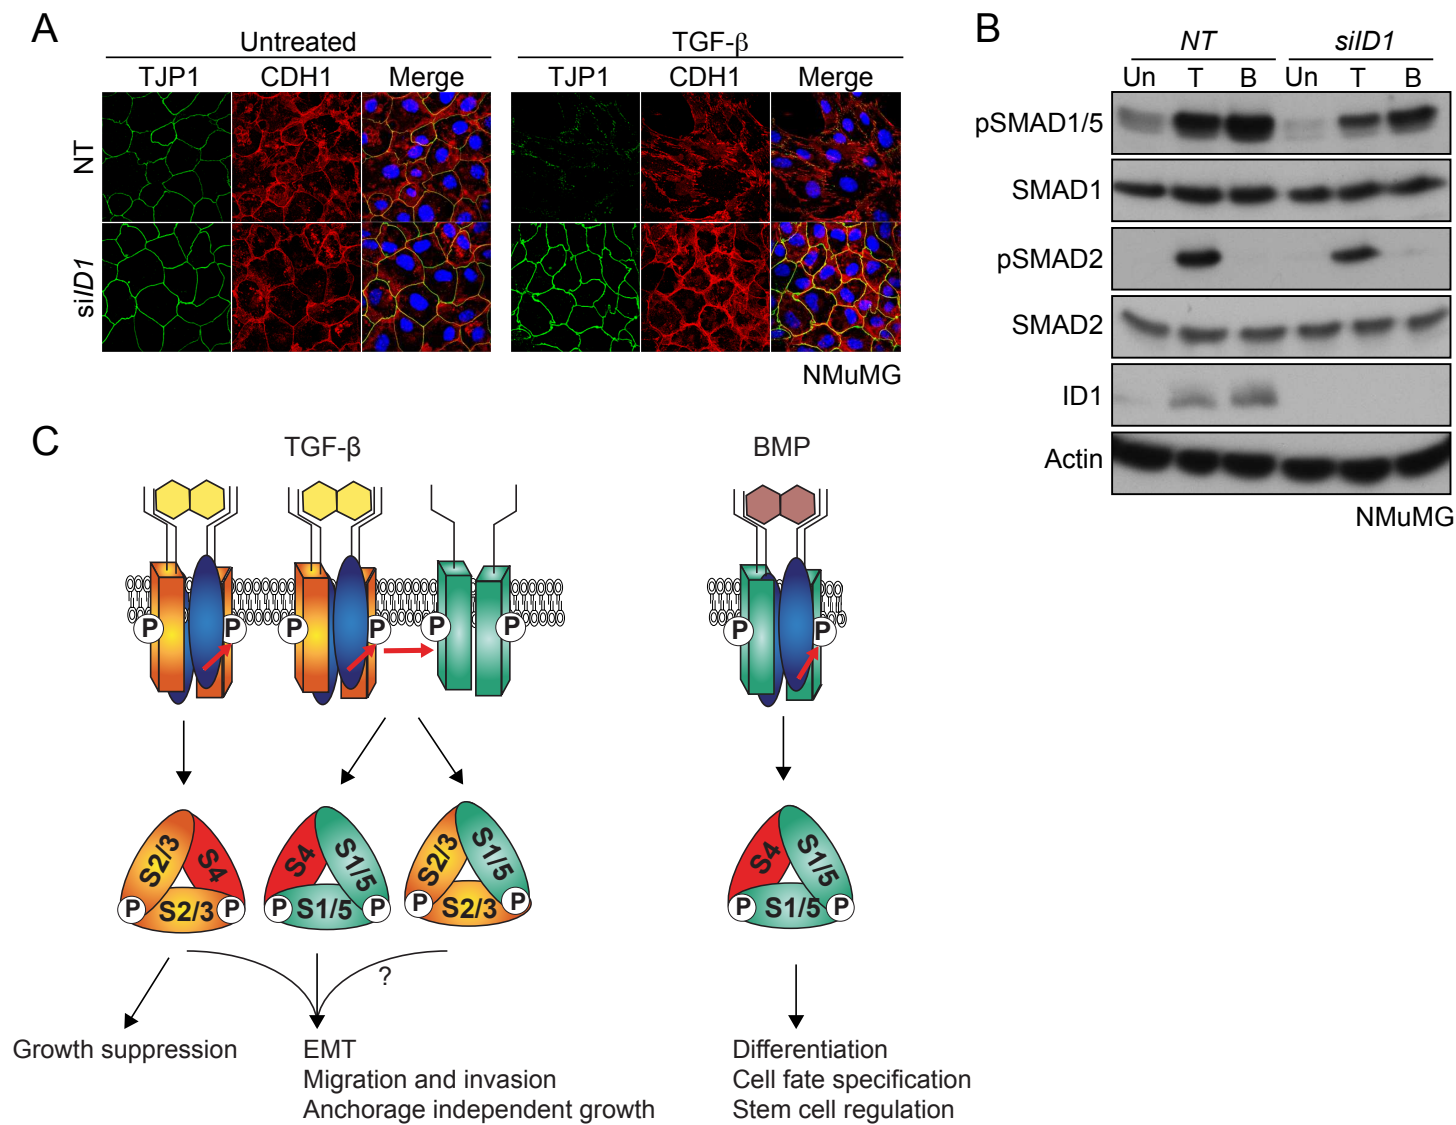 A
Untreated
TGF-β
TJP1 CDH1 Merge TJP1 CDH1 Merge
NT
siID1
NMuMG
B
NT siID1
Un T B Un T B
pSMAD1/5
SMAD1
pSMAD2
SMAD2
ID1
Actin
NMuMG
C
TGF-β BMP
P P P P P P P P
S2/3 S4 S4 S1/5 S2/3 S1/5 S4 S1/5
P S2/3 P P S1/5 P P S2/3 P P S1/5 P
?
Growth suppression
EMT
Migration and invasion
Anchorage independent growth
Differentiation
Cell fate specification
Stem cell regulation